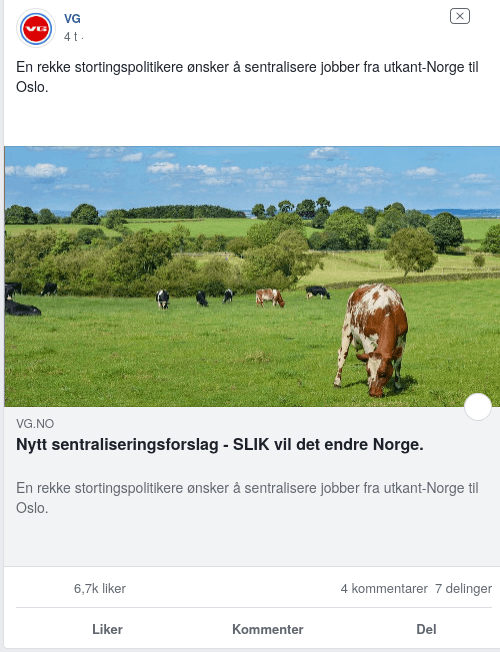 VG
VG
4 t ·
En rekke stortingspolitikere ønsker å sentralisere jobber fra utkant-Norge til
Oslo.
VG.NO
Nytt sentraliseringsforslag - SLIK vil det endre Norge.
En rekke stortingspolitikere ønsker å sentralisere jobber fra utkant-Norge til
Oslo.
6,7k liker 4 kommentarer 7 delinger
Liker Kommenter Del